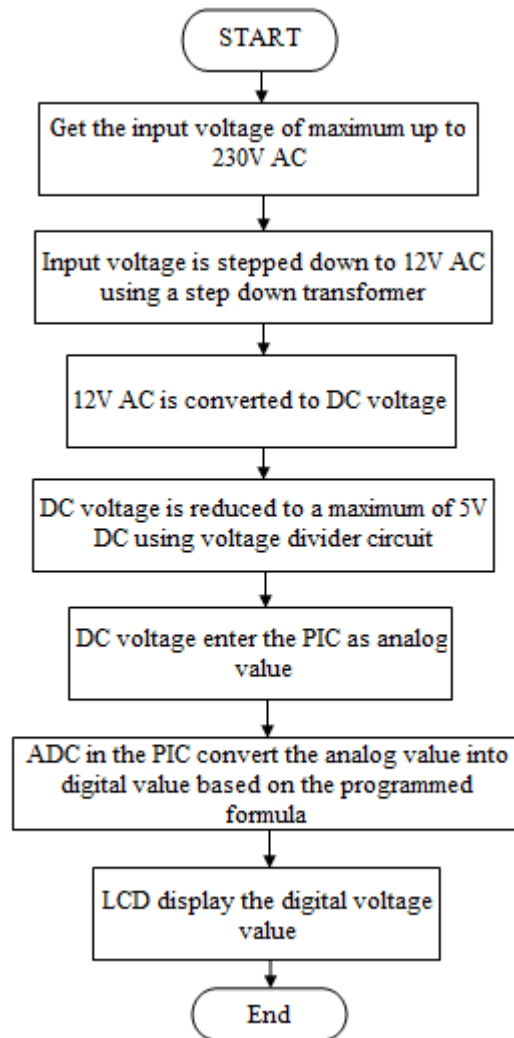 START
Get the input voltage of maximum up to
230V AC
Input voltage is stepped down to 12V AC
using a step down transformer
12V AC is converted to DC voltage
DC voltage is reduced to a maximum of 5V
DC using voltage divider circuit
DC voltage enter the PIC as analog
value
ADC in the PIC convert the analog value into
digital value based on the programmed
formula
LCD display the digital voltage
value
End